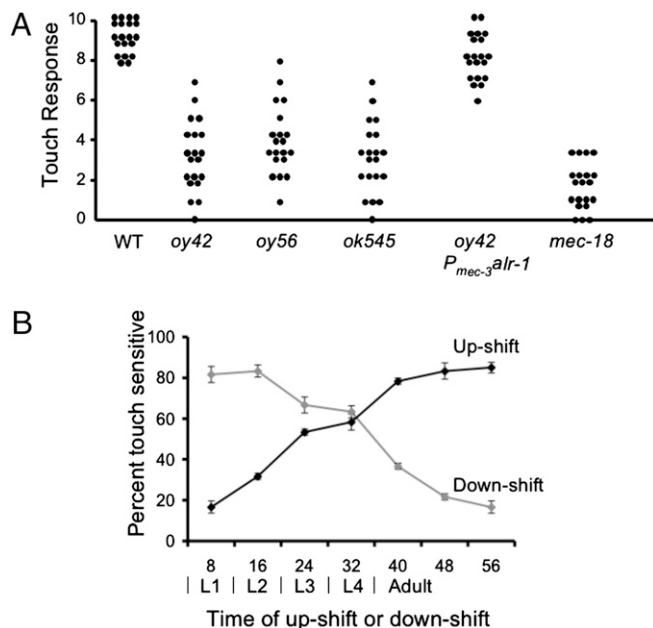 A
Touch Response
10
8
6
4
2
0
WT oy42 oy56 ok545 oy42 mec-18
Pmec-3alr-1
B
Percent touch sensitive
100
80
60
40
20
0
Up-shift
Down-shift
8 16 24 32 40 48 56
| L1 | L2 | L3 | L4 | Adult
Time of up-shift or down-shift